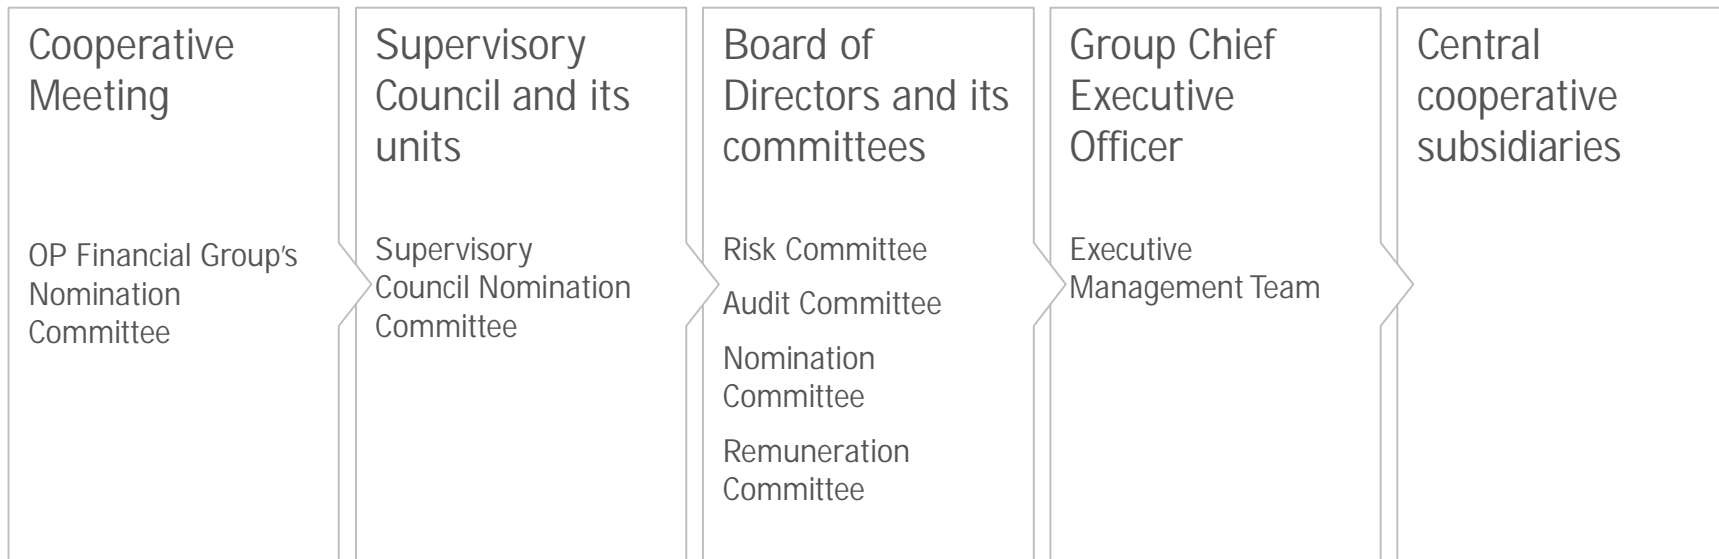 Cooperative
Meeting
OP Financial Group's
Nomination
Committee
Supervisory
Council and its
units
Supervisory
Council Nomination
Committee
Board of
Directors and its
committees
Risk Committee
Audit Committee
Nomination
Committee
Remuneration
Committee
Group Chief
Executive
Officer
Executive
Management Team
Central
cooperative
subsidiaries